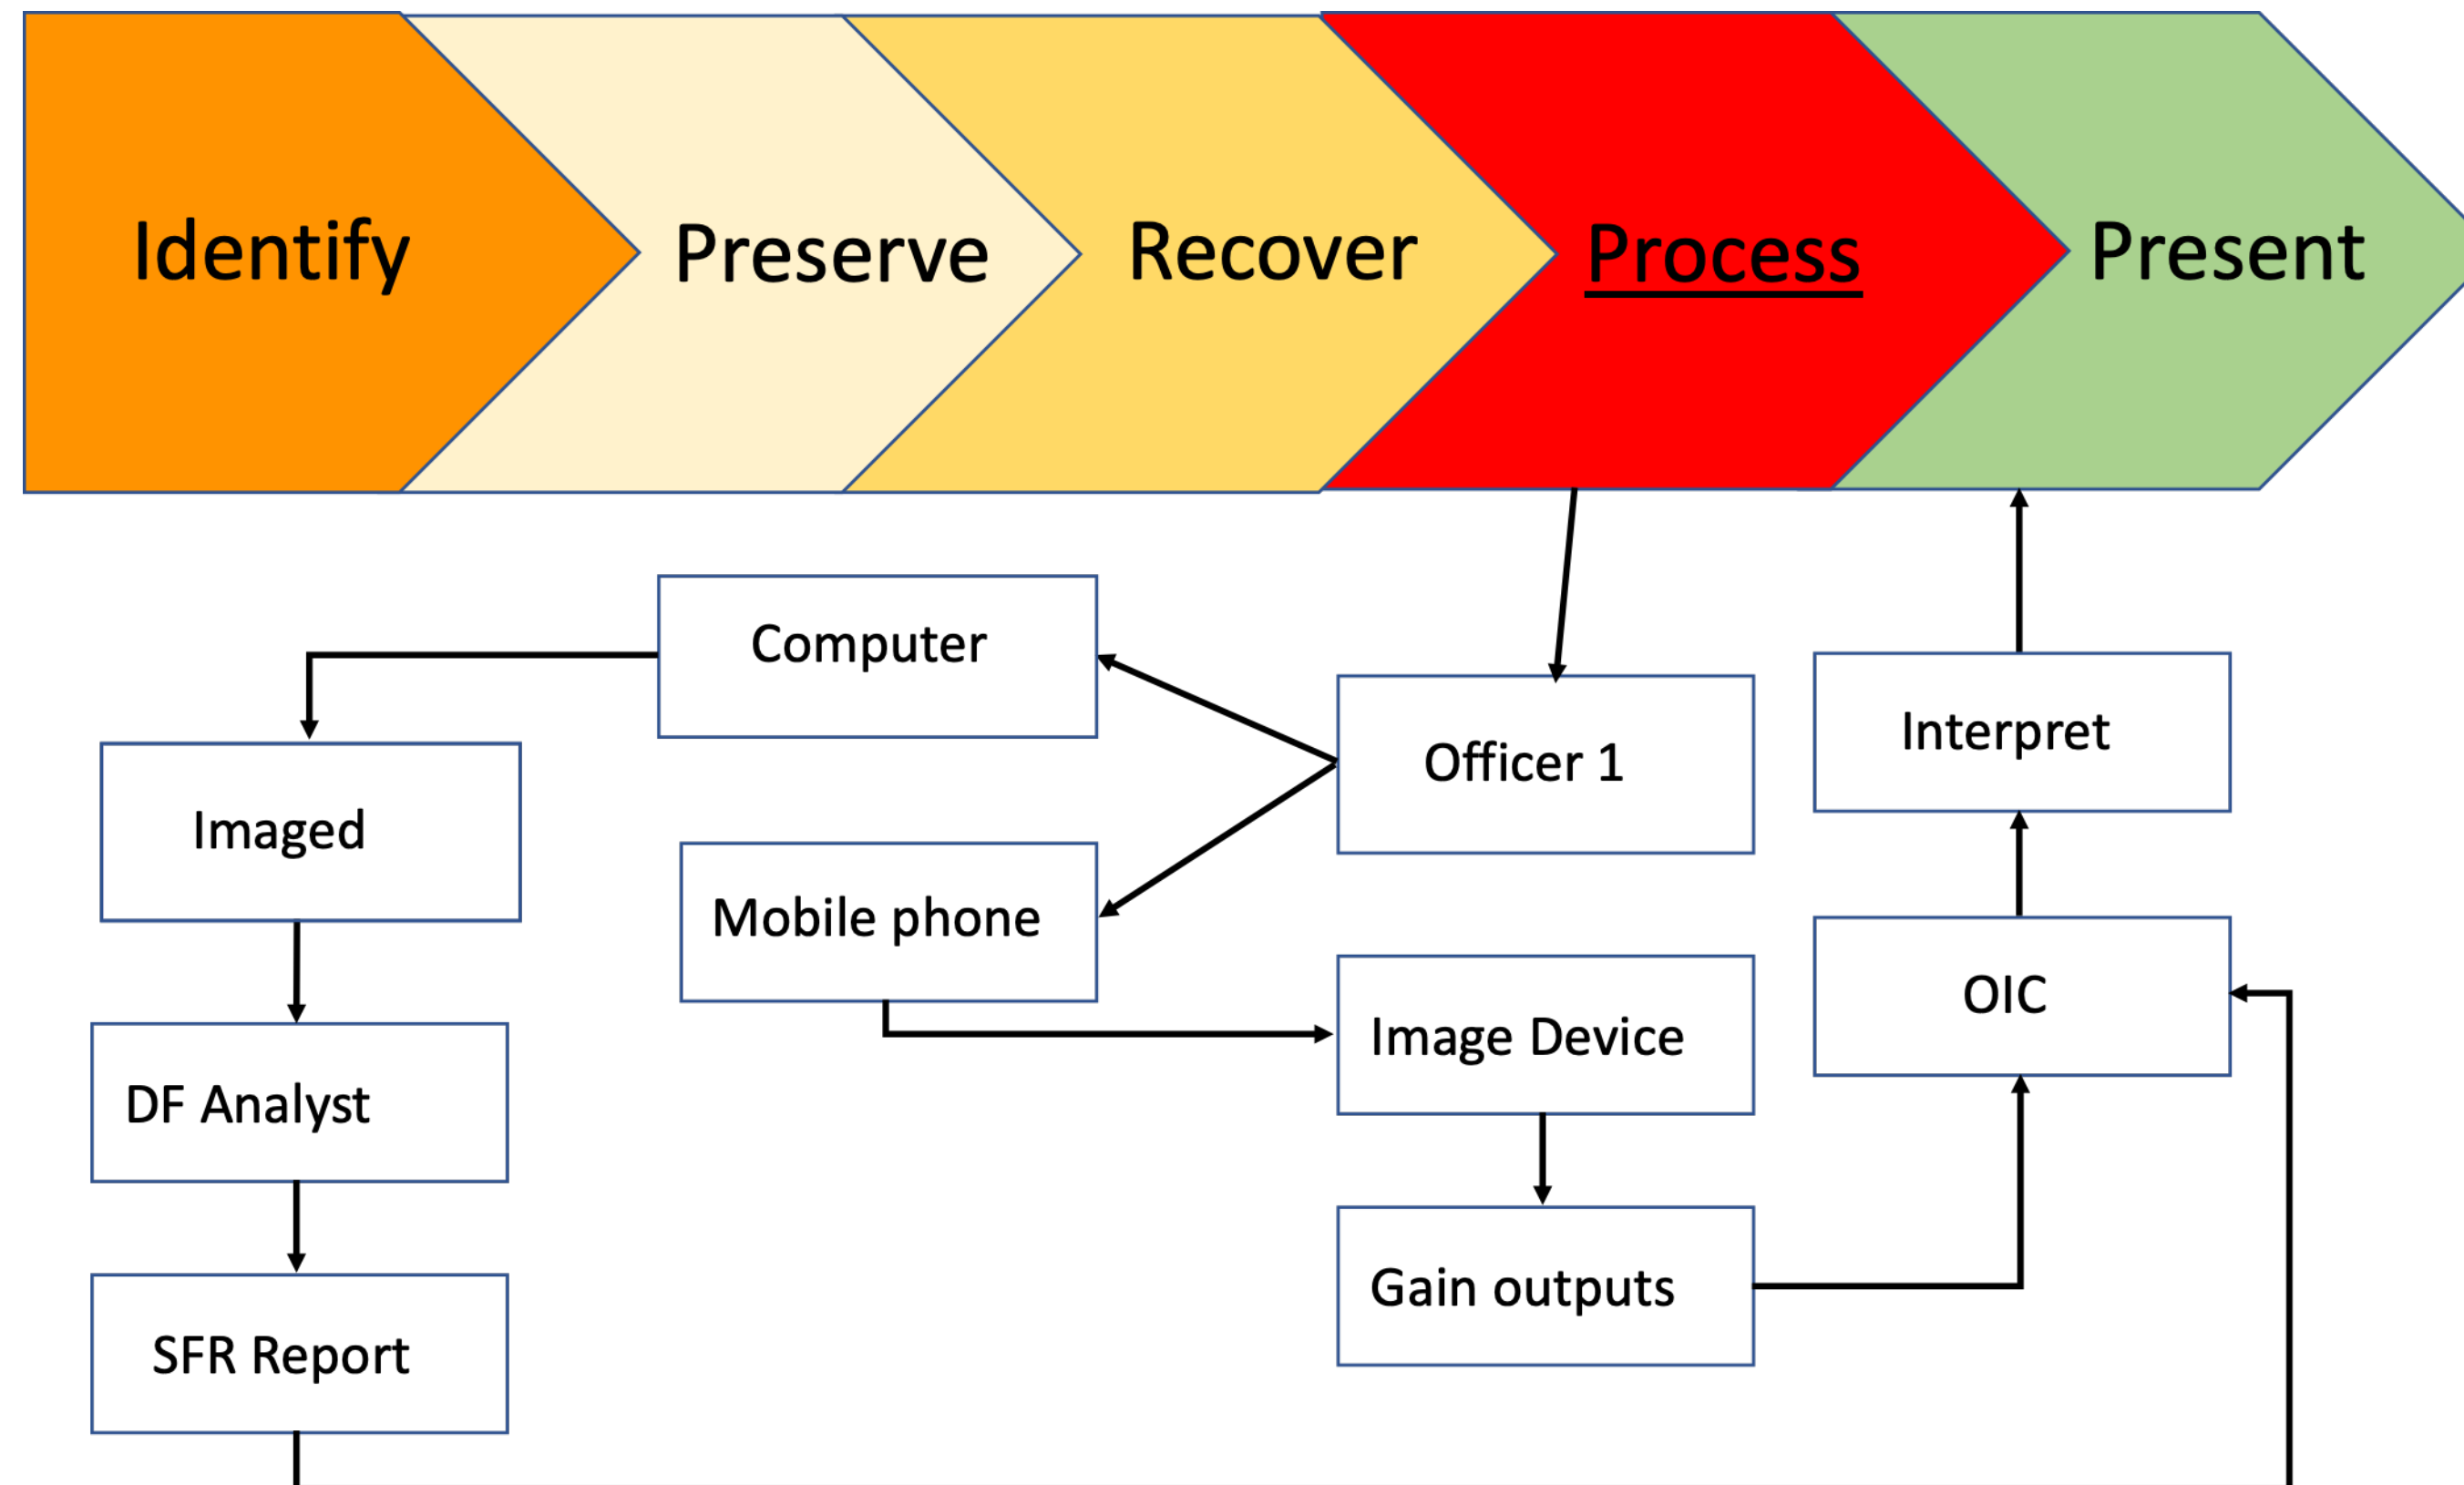 Identify
Preserve
Recover
Process
Present
Computer
Officer 1
Interpret
Imaged
Mobile phone
OIC
Image Device
DF Analyst
Gain outputs
SFR Report